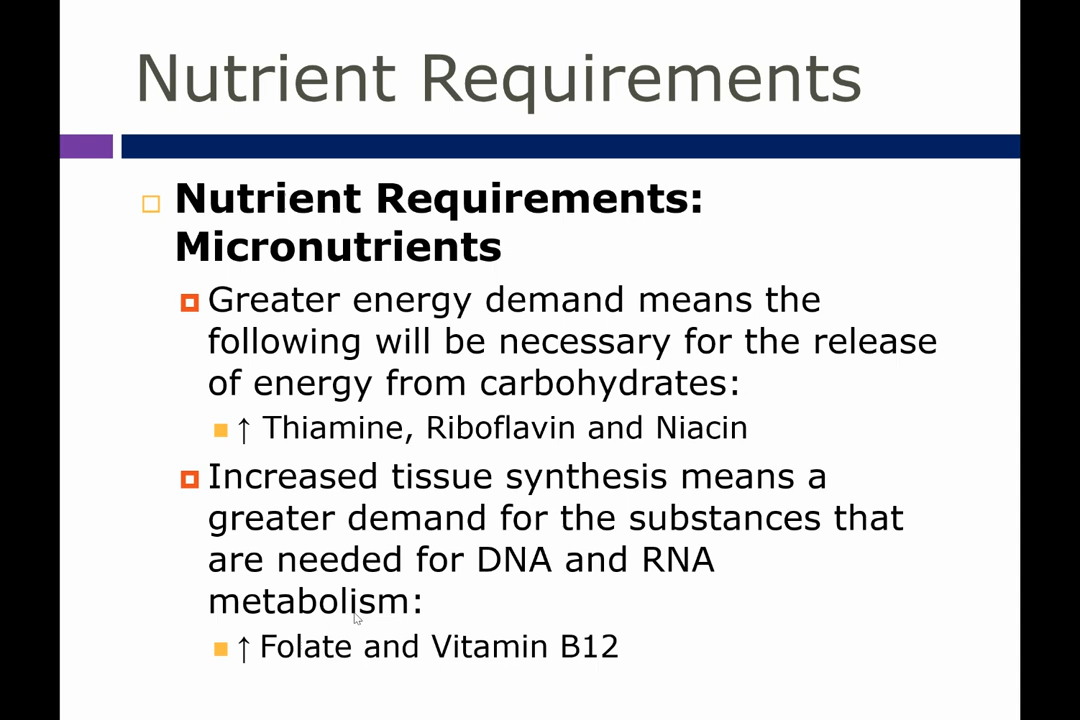 Nutrient Requirements
Nutrient Requirements:
Micronutrients
Greater energy demand means the
following will be necessary for the release
of energy from carbohydrates:
↑ Thiamine, Riboflavin and Niacin
Increased tissue synthesis means a
greater demand for the substances that
are needed for DNA and RNA
metabolism:
↑ Folate and Vitamin B12